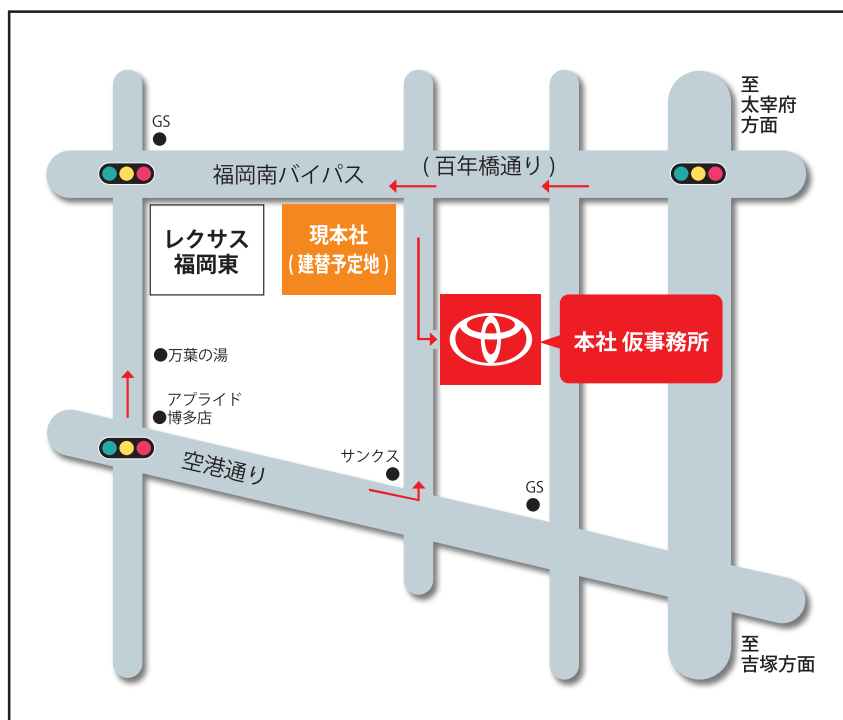 至
太宰府
方面
GS
福岡南バイパス
( 百年橋通り )
レクサス
福岡東
現本社
( 建替予定地 )
本社 仮事務所
万葉の湯
アプライド
博多店
空港通り
サンクス
GS
至
吉塚方面